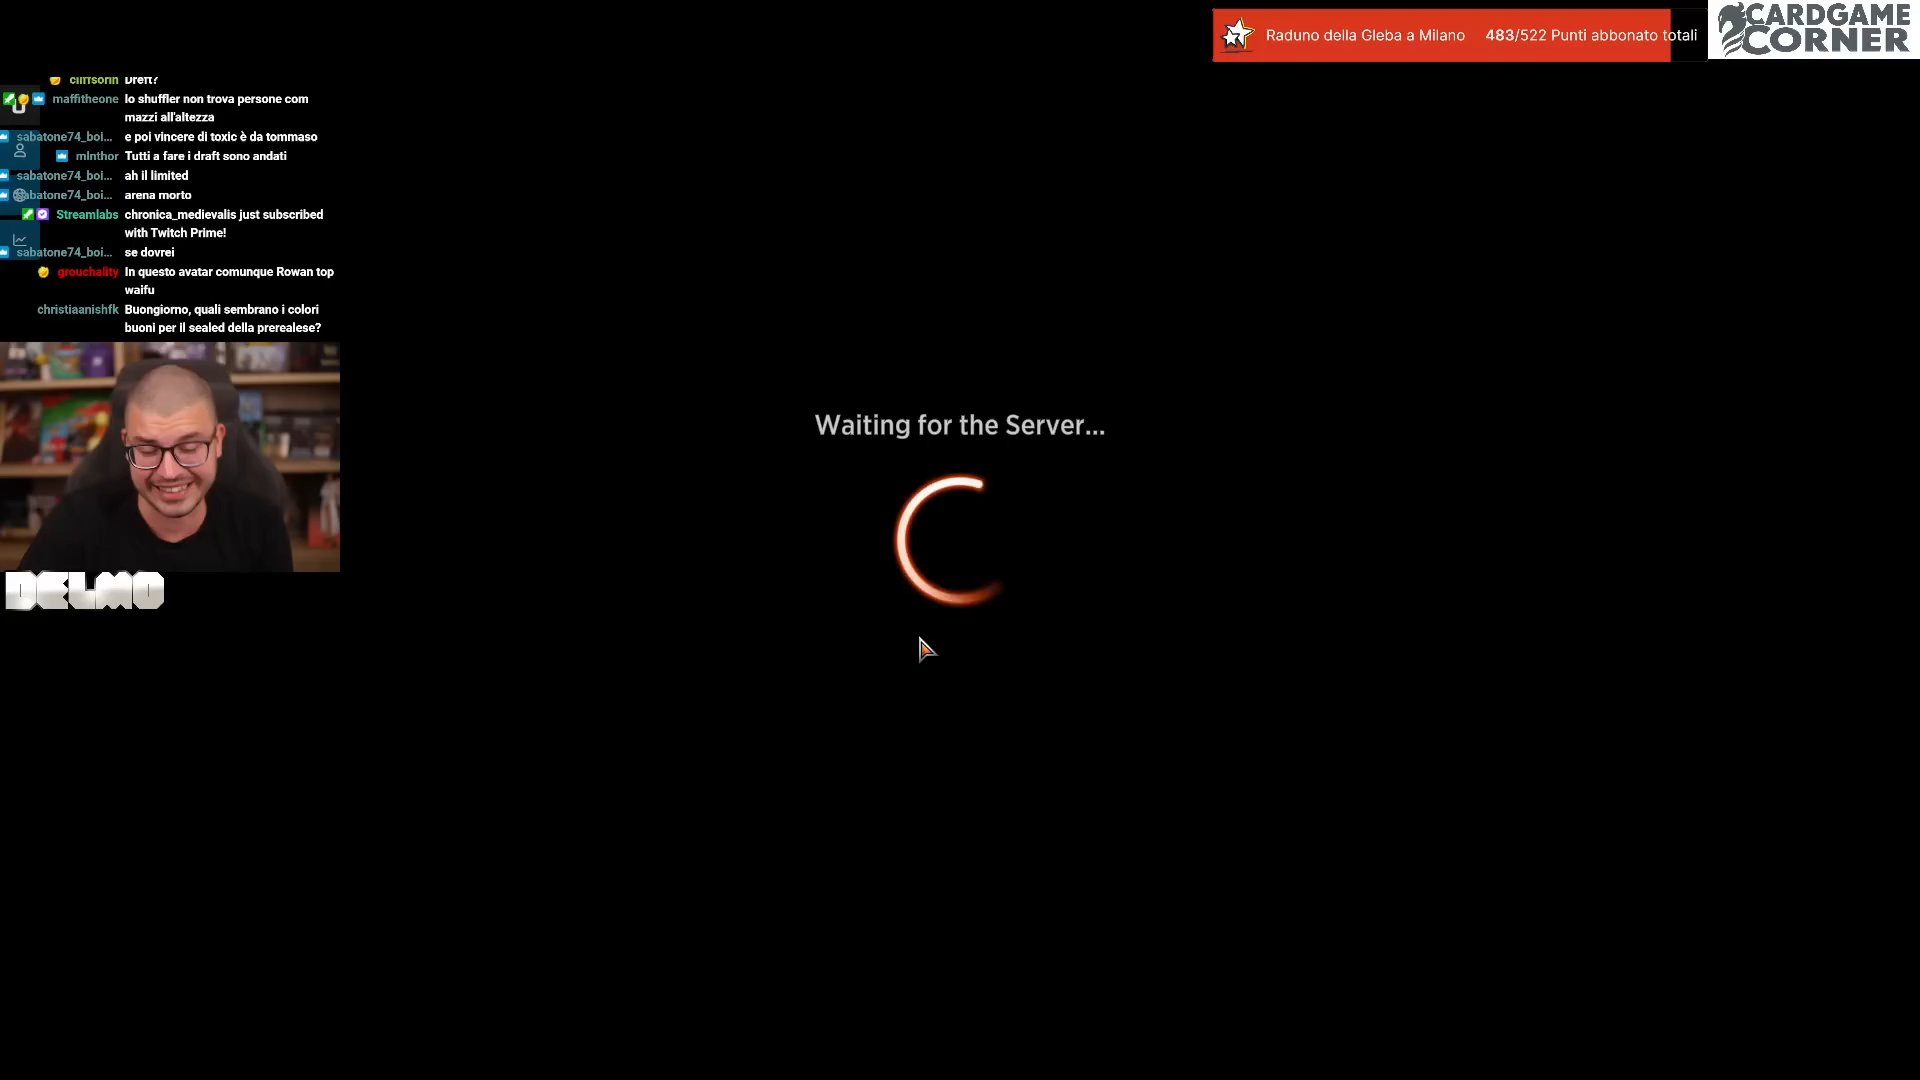 Raduno della Gleba a Milano 483/522 Punti abbonato totali
CARDGAME
CORNER
cliffsorin Dreft?
maffitheone lo shuffler non trova persone com
mazzi all'altezza
sabatone74_boi... e poi vincere di toxic è da tommaso
mlnthor Tutti a fare i draft sono andati
sabatone74_boi... ah il limited
sabatone74_boi... arena morto
Streamlabs chronica_medievalis just subscribed
with Twitch Prime!
sabatone74_boi... se dovrei
grouchality In questo avatar comunque Rowan top
waifu
christiaanishfk Buongiorno, quali sembrano i colori
buoni per il sealed della prerealese?
Waiting for the Server...
DELMO